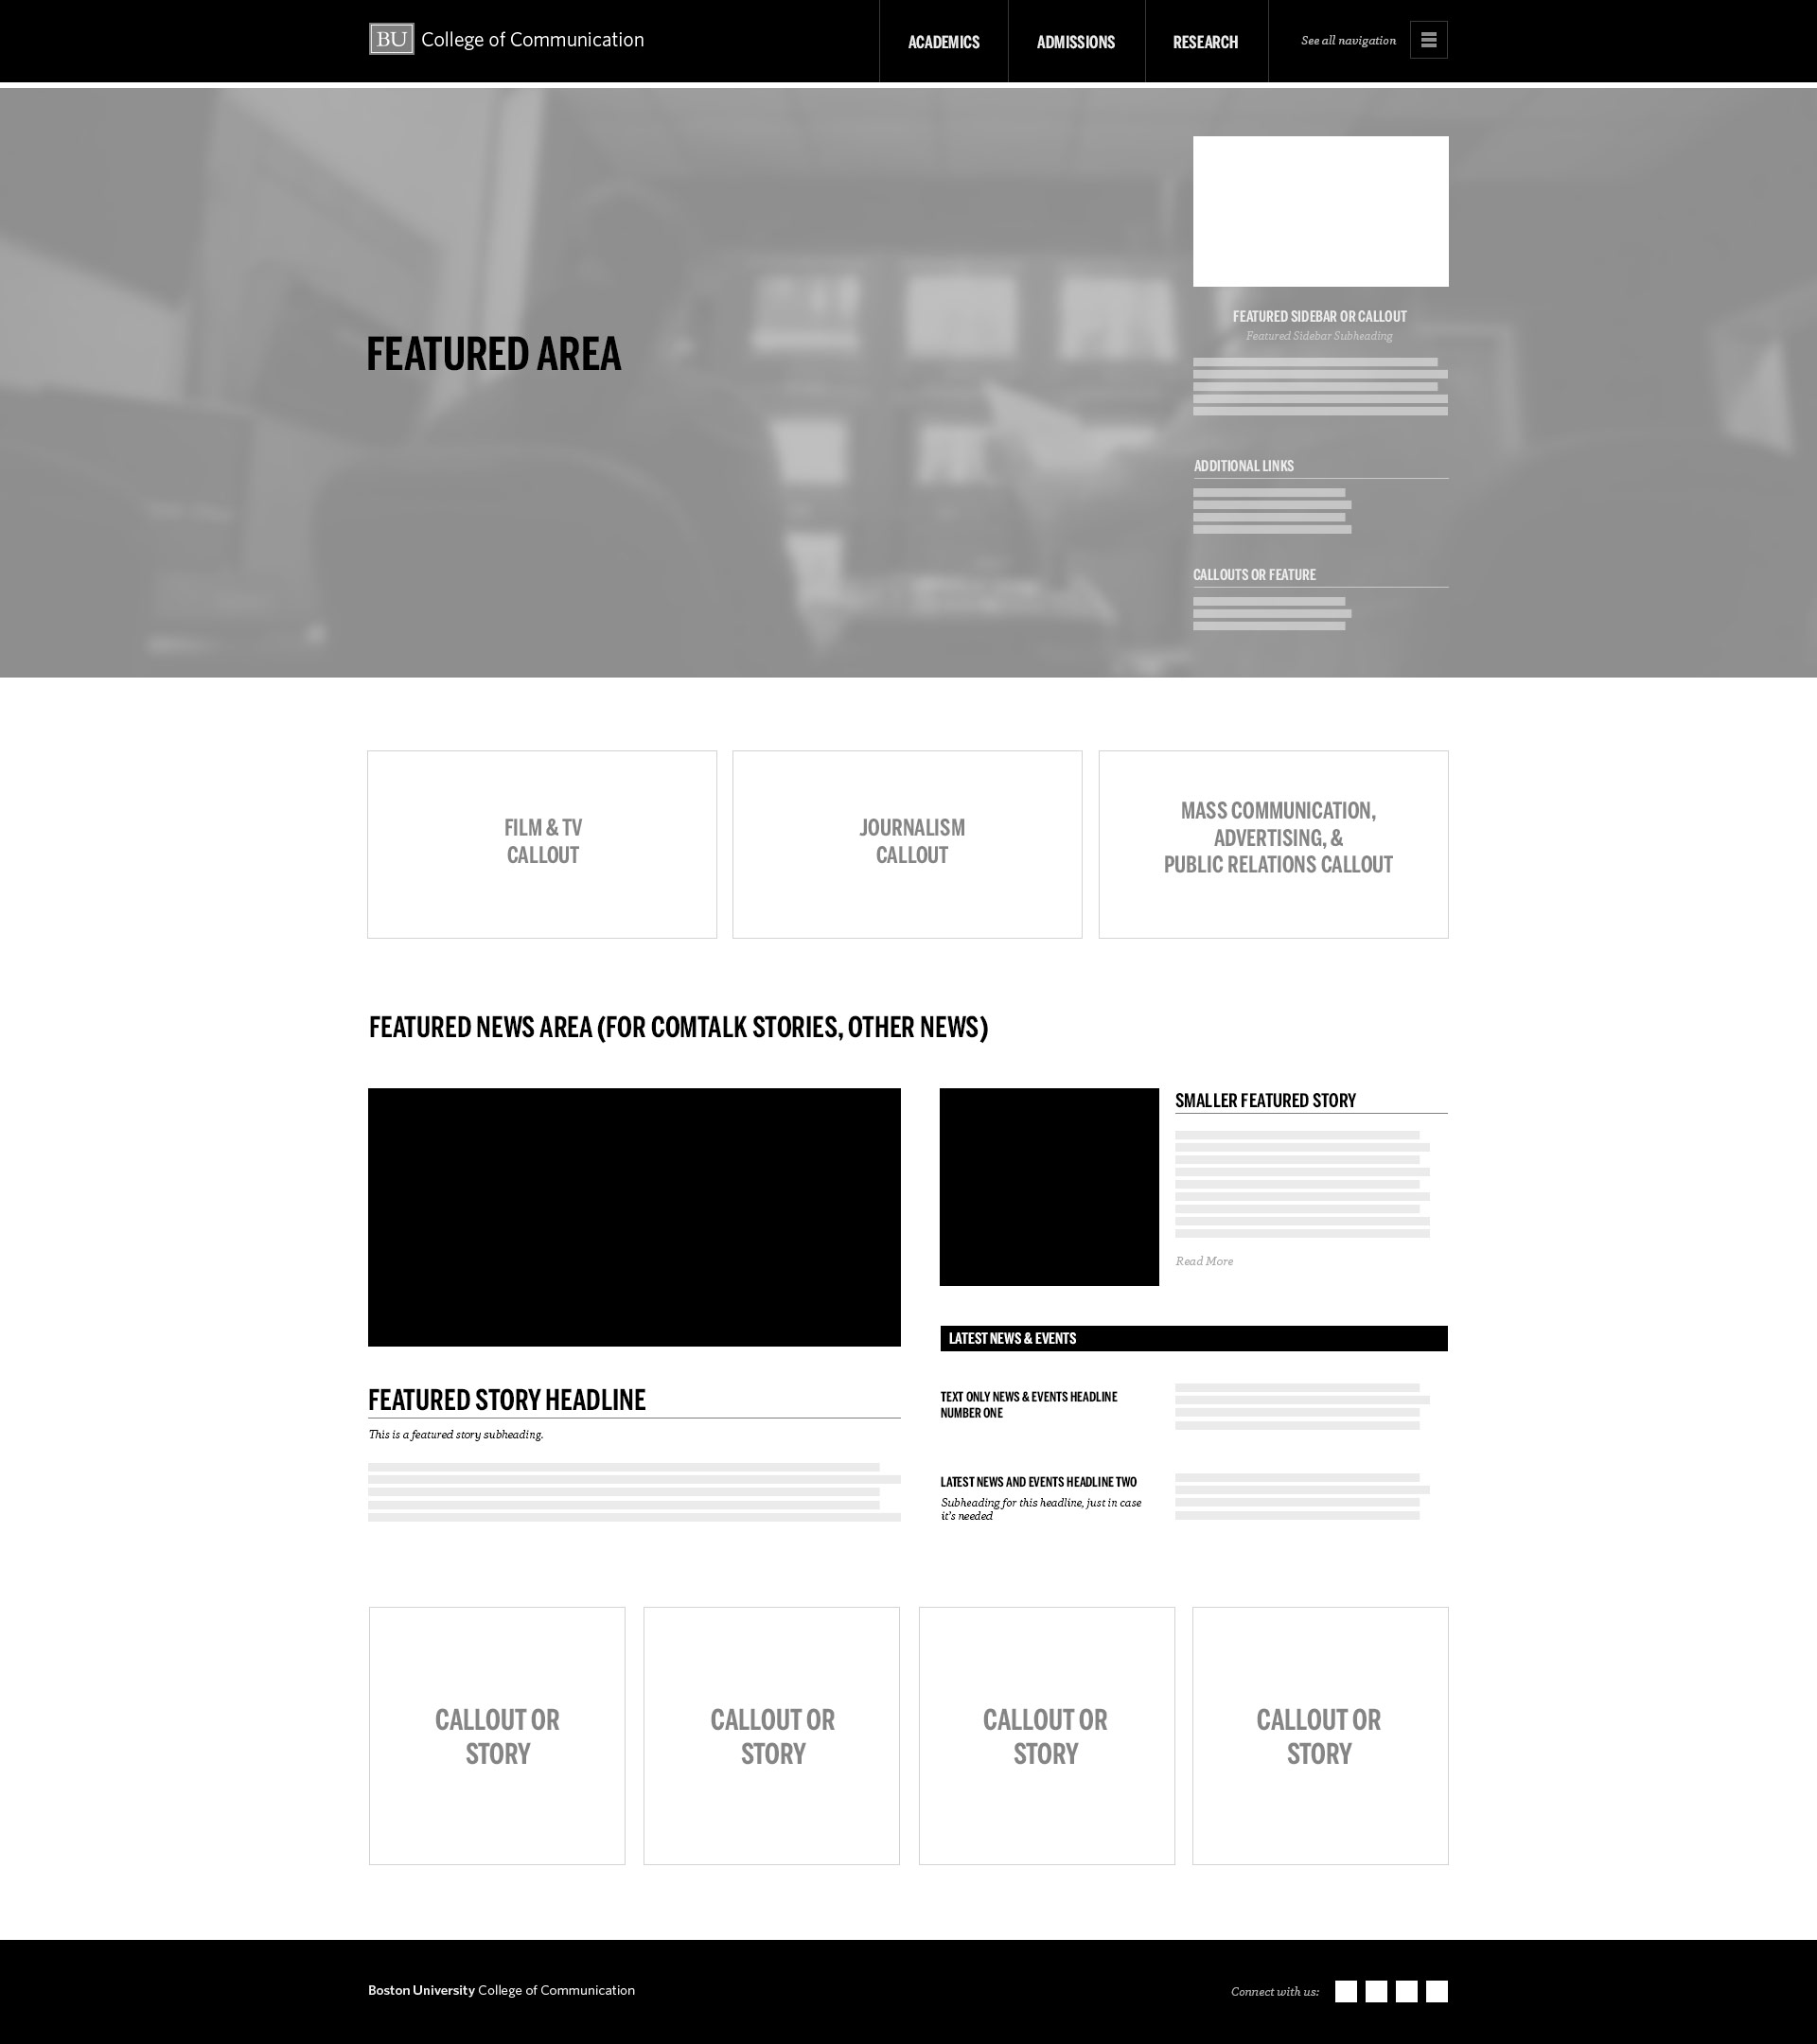 BU College of Communication
ACADEMICS
ADMISSIONS
RESEARCH
See all navigation
FEATURED AREA
FEATURED SIDEBAR OR CALLOUT
Featured Sidebar Subheading
ADDITIONAL LINKS
CALLOUTS OR FEATURE
FILM & TV
CALLOUT
JOURNALISM
CALLOUT
MASS COMMUNICATION,
ADVERTISING, &
PUBLIC RELATIONS CALLOUT
FEATURED NEWS AREA (FOR COMTALK STORIES, OTHER NEWS)
FEATURED STORY HEADLINE
This is a featured story subheading.
SMALLER FEATURED STORY
Read More
LATEST NEWS & EVENTS
TEXT ONLY NEWS & EVENTS HEADLINE
NUMBER ONE
LATEST NEWS AND EVENTS HEADLINE TWO
Subheading for this headline, just in case
it's needed
CALLOUT OR
STORY
CALLOUT OR
STORY
CALLOUT OR
STORY
CALLOUT OR
STORY
Boston University College of Communication
Connect with us: